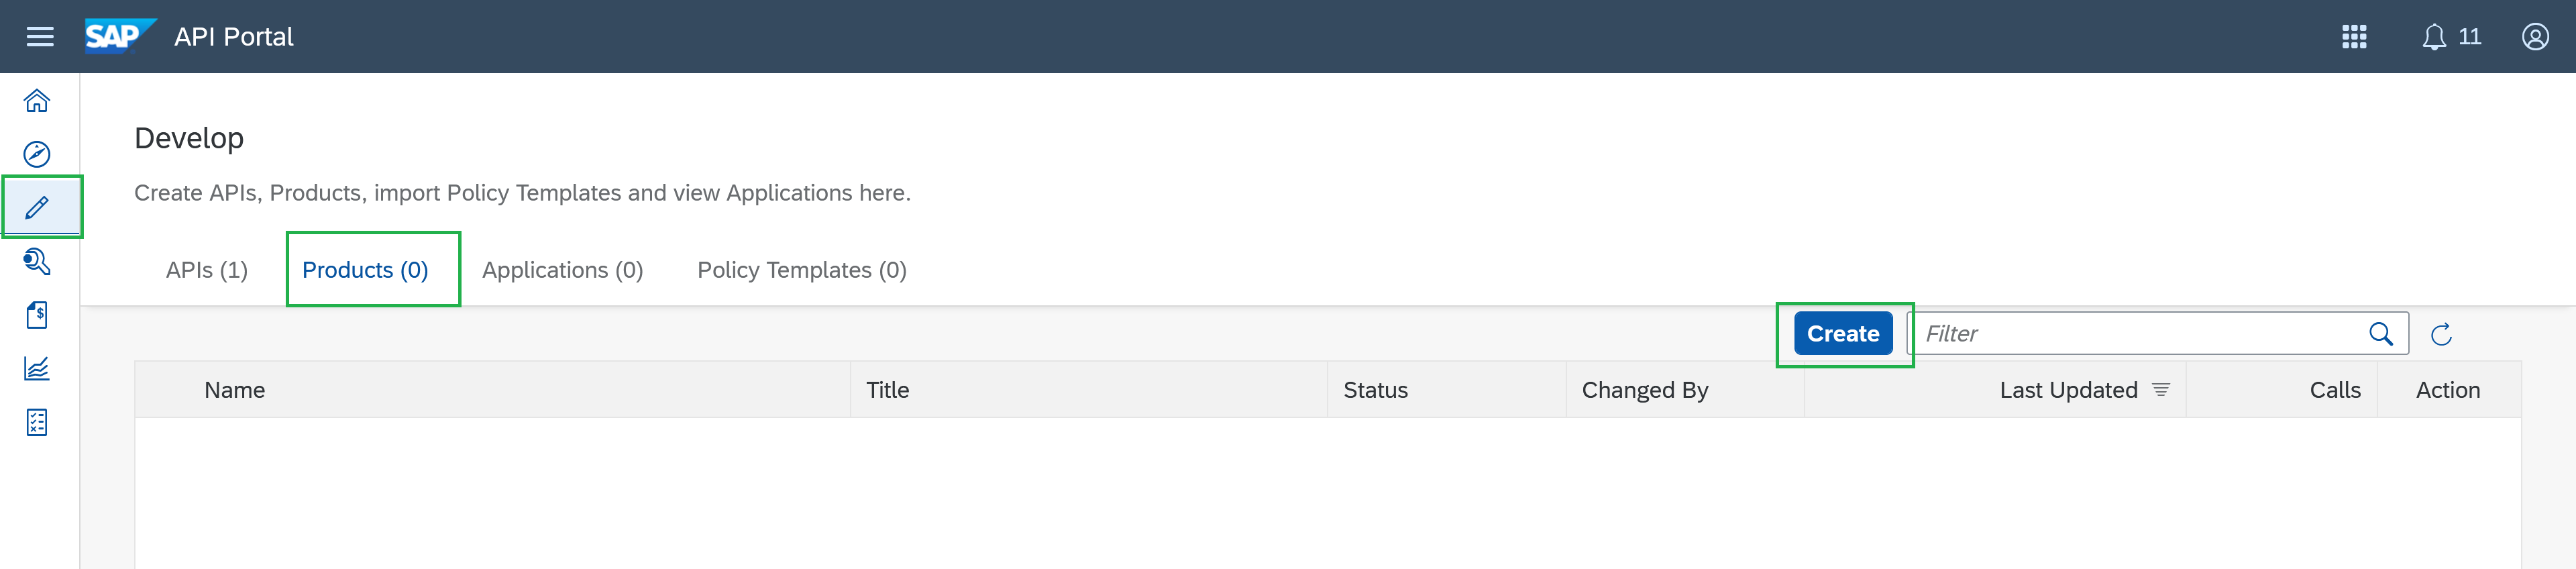 SAP API Portal 11
Develop
Create APIs, Products, import Policy Templates and view Applications here.
APIs (1) Products (0) Applications (0) Policy Templates (0)
Create Filter
Name Title Status Changed By Last Updated Calls Action